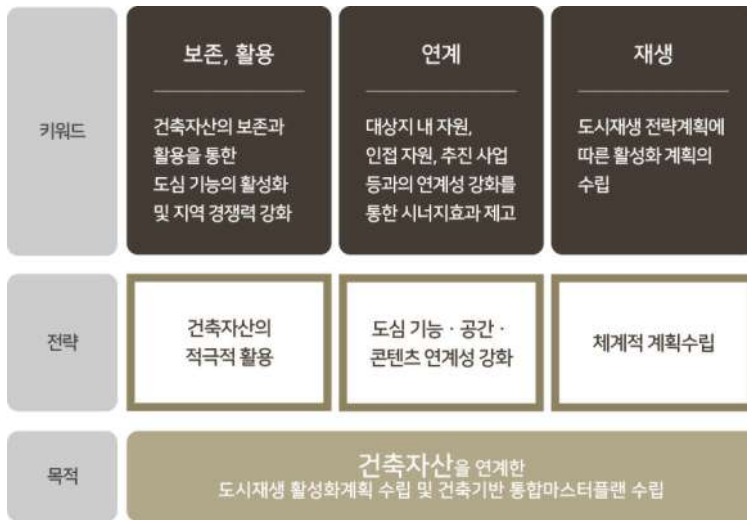 키워드
보존, 활용
건축자산의 보존과
활용을 통한
도심 기능의 활성화
및 지역 경쟁력 강화
연계
대상지 내 자원,
인접 자원, 추진 사업
등과의 연계성 강화를
통한 시너지효과 제고
재생
도시재생 전략계획에
따른 활성화 계획의
수립
전략
건축자산의
적극적 활용
도심 기능 · 공간 ·
콘텐츠 연계성 강화
체계적 계획수립
목적
건축자산을 연계한
도시재생 활성화계획 수립 및 건축기반 통합마스터플랜 수립